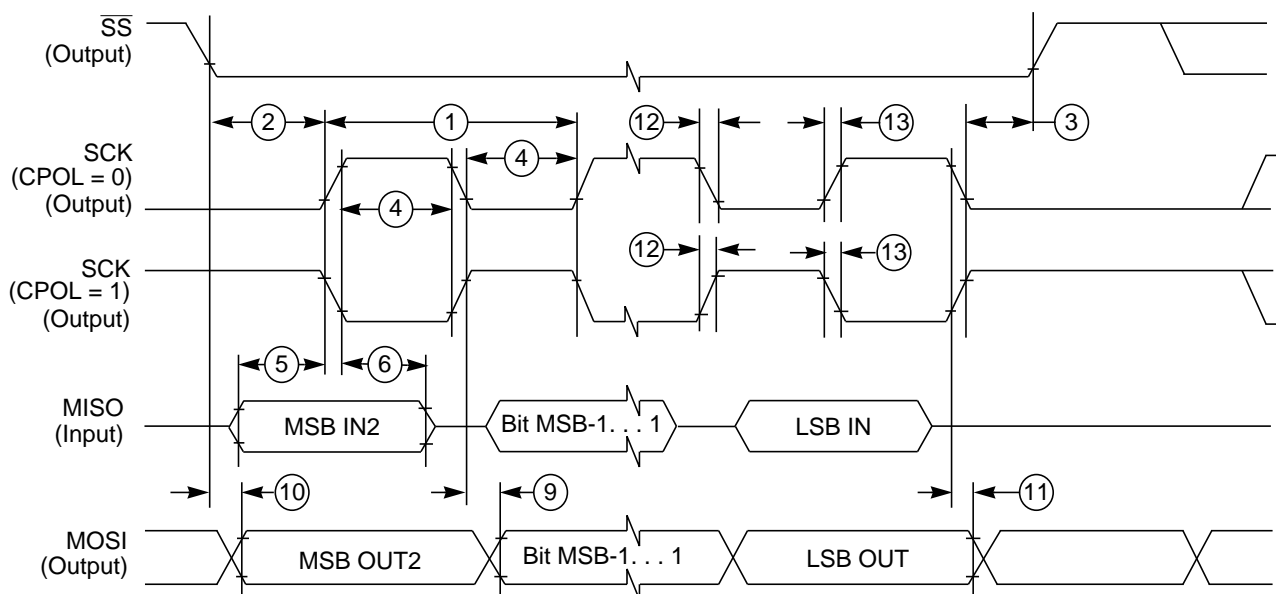 SS
(Output)
2
1
12
13
3
SCK
(CPOL = 0)
(Output)
4
4
SCK
(CPOL = 1)
(Output)
12
13
5
6
MISO
(Input)
MSB IN2
Bit MSB-1. . . 1
LSB IN
10
9
11
MOSI
(Output)
MSB OUT2
Bit MSB-1. . . 1
LSB OUT